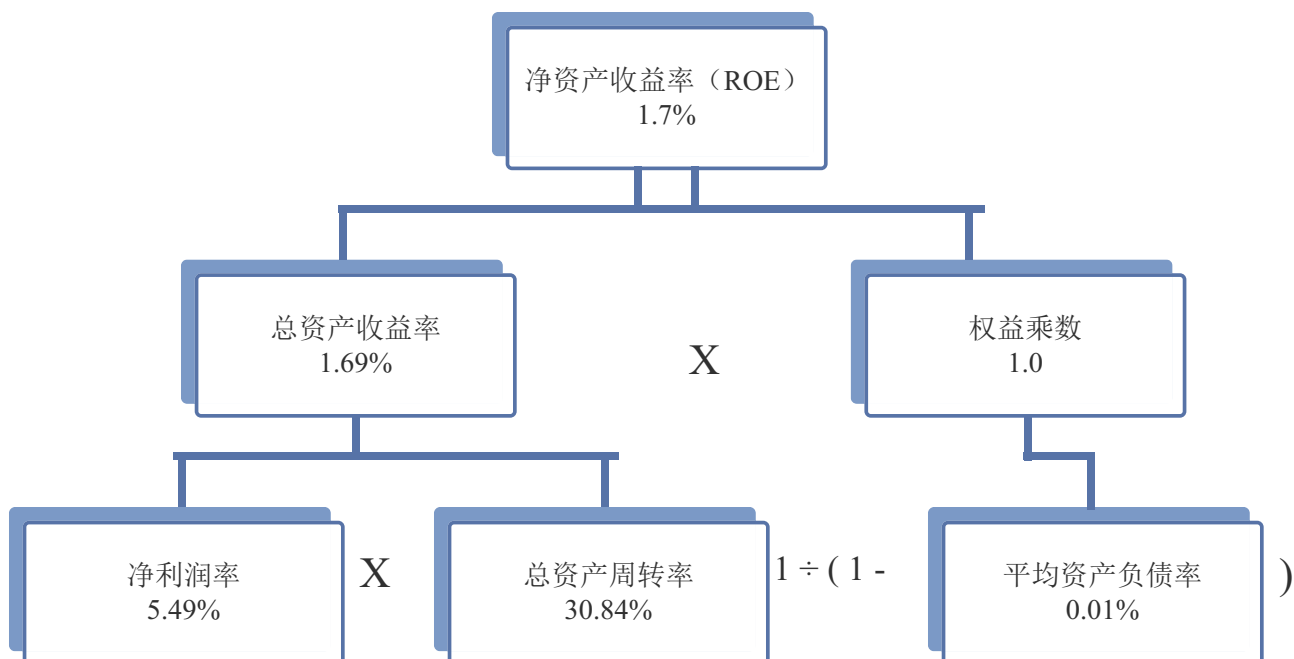 净资产收益率（ROE）
1.7%
总资产收益率
1.69%
X
权益乘数
1.0
净利润率
5.49%
X
总资产周转率
30.84%
1 ÷ ( 1 -
平均资产负债率
0.01%
)